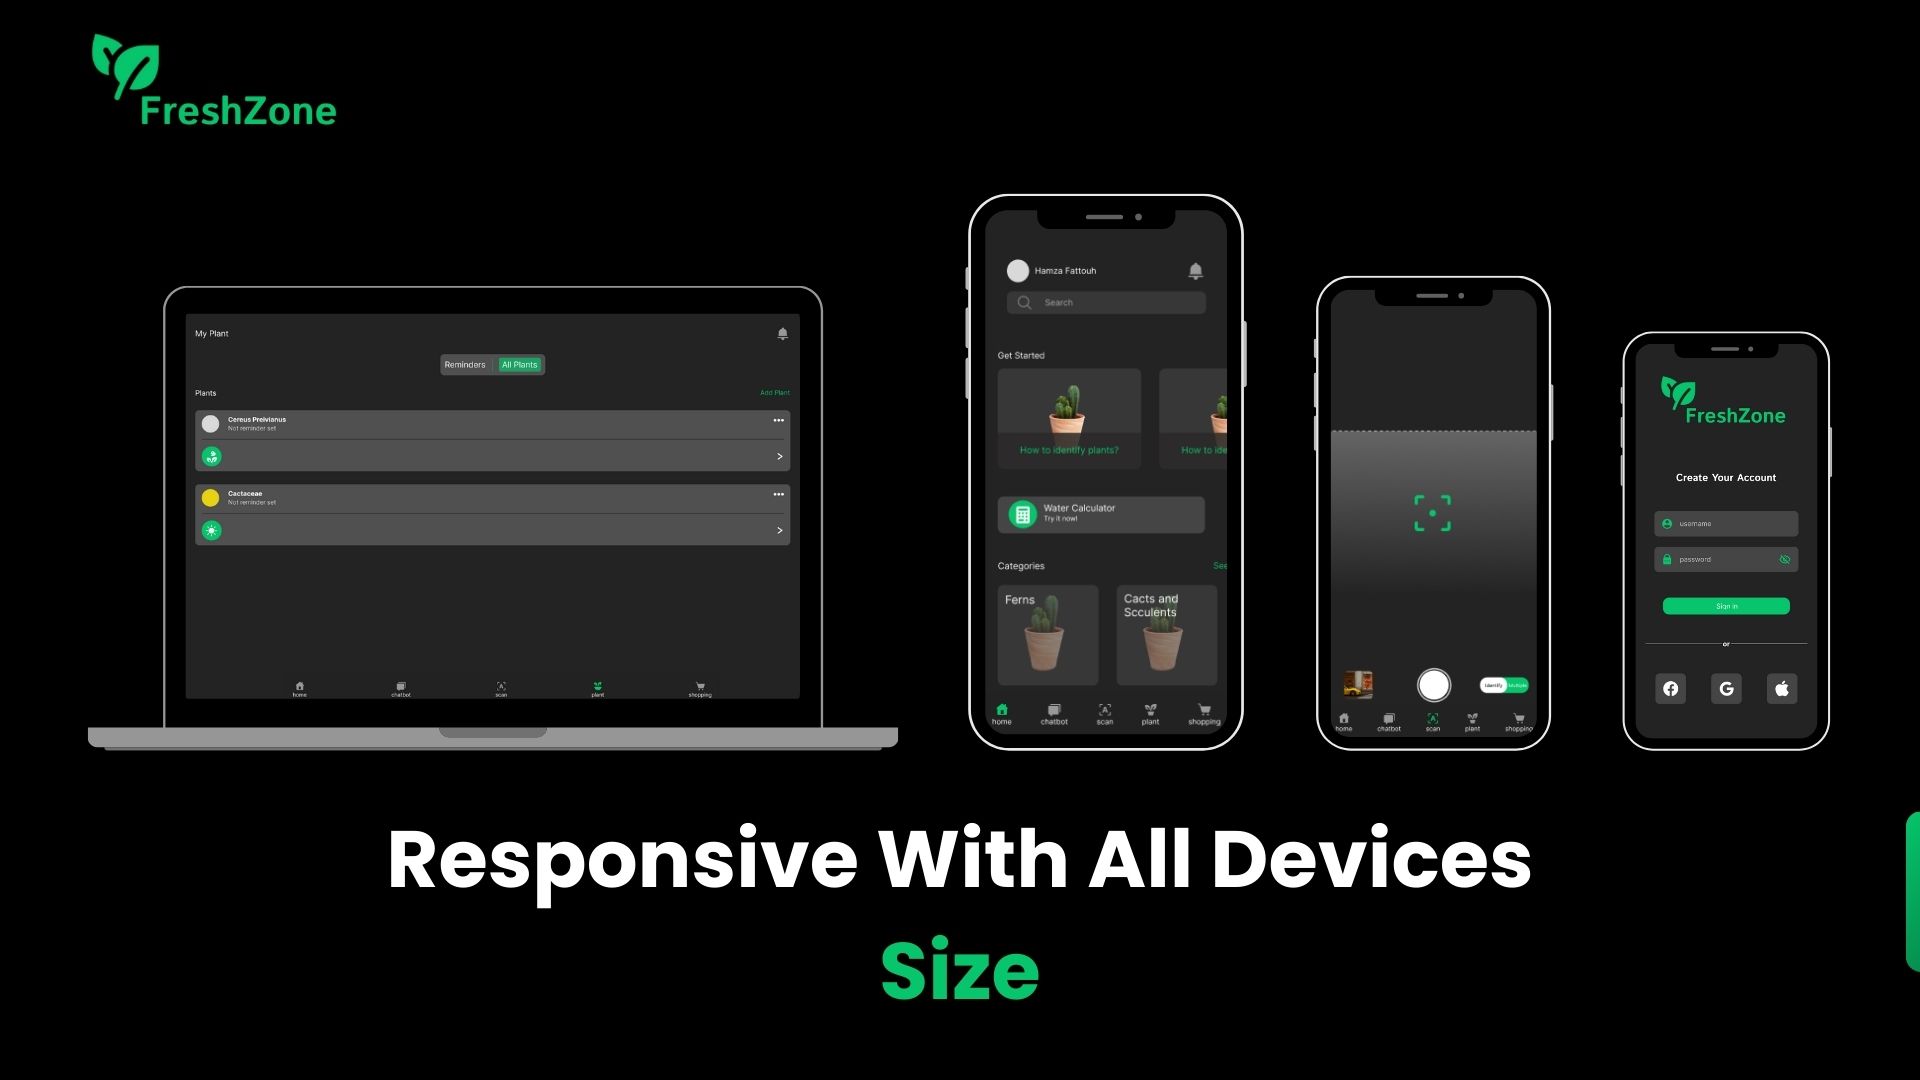 FreshZone
My Plant
Reminders All Plants
Plants
Add Plant
Cereus Preivianus
Not reminder set
Cactaceae
Not reminder set
home chatbot scan plant shopping
Hamza Fattouh
Search
Get Started
How to identify plants?
How to ide
Water Calculator
Try it now!
Categories
See
Ferns
Cacts and
Scculents
home chatbot scan plant shopping
Identify Multiple
home chatbot scan plant shopping
FreshZone
Create Your Account
username
password
Sign in
or
Responsive With All Devices
Size